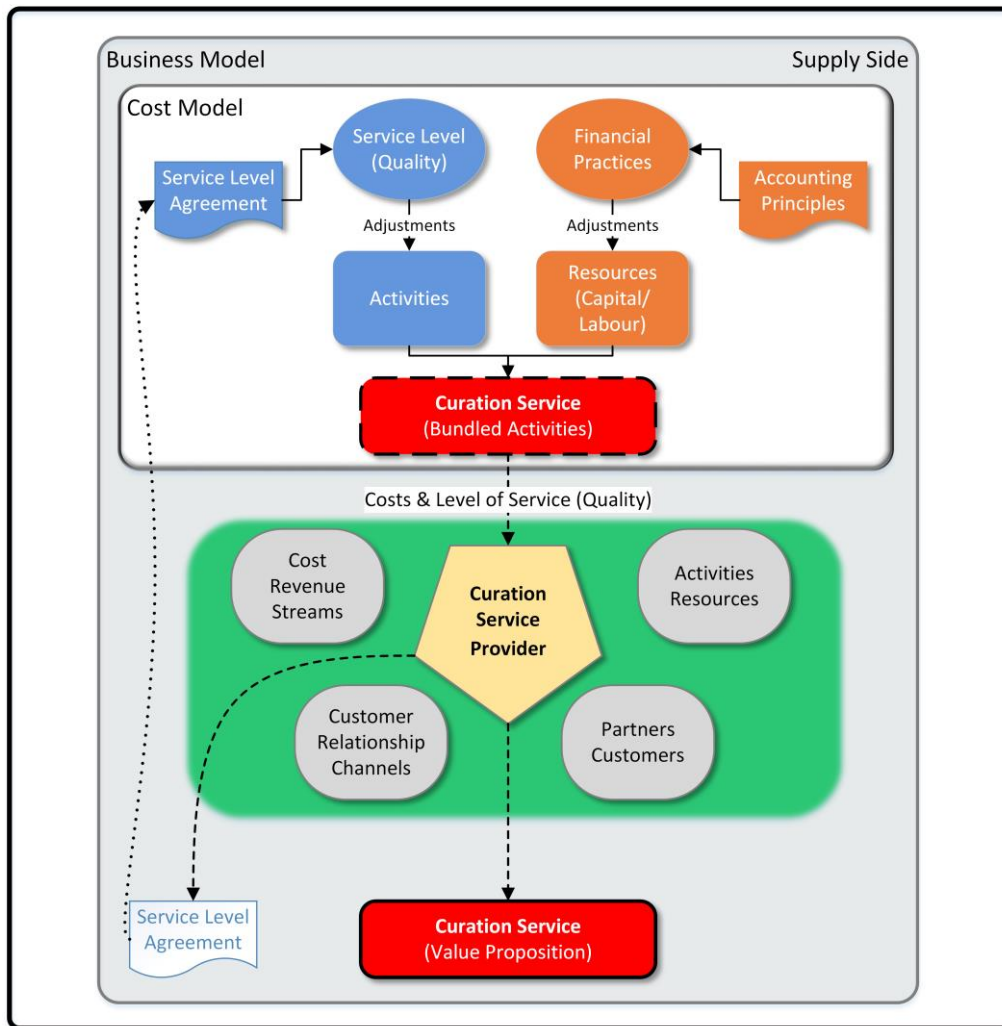 Business Model
Supply Side
Cost Model
Service Level
(Quality)
Financial
Practices
Service Level
Agreement
Accounting
Principles
Adjustments
Adjustments
Activities
Resources
(Capital/
Labour)
Curation Service
(Bundled Activities)
Costs & Level of Service (Quality)
Cost
Revenue
Streams
Curation
Service
Provider
Activities
Resources
Customer
Relationship
Channels
Partners
Customers
Service Level
Agreement
Curation Service
(Value Proposition)